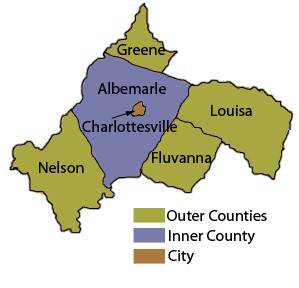 Greene
Albemarle
Louisa
Charlottesville
Nelson
Fluvanna
Outer Counties
Inner County
City